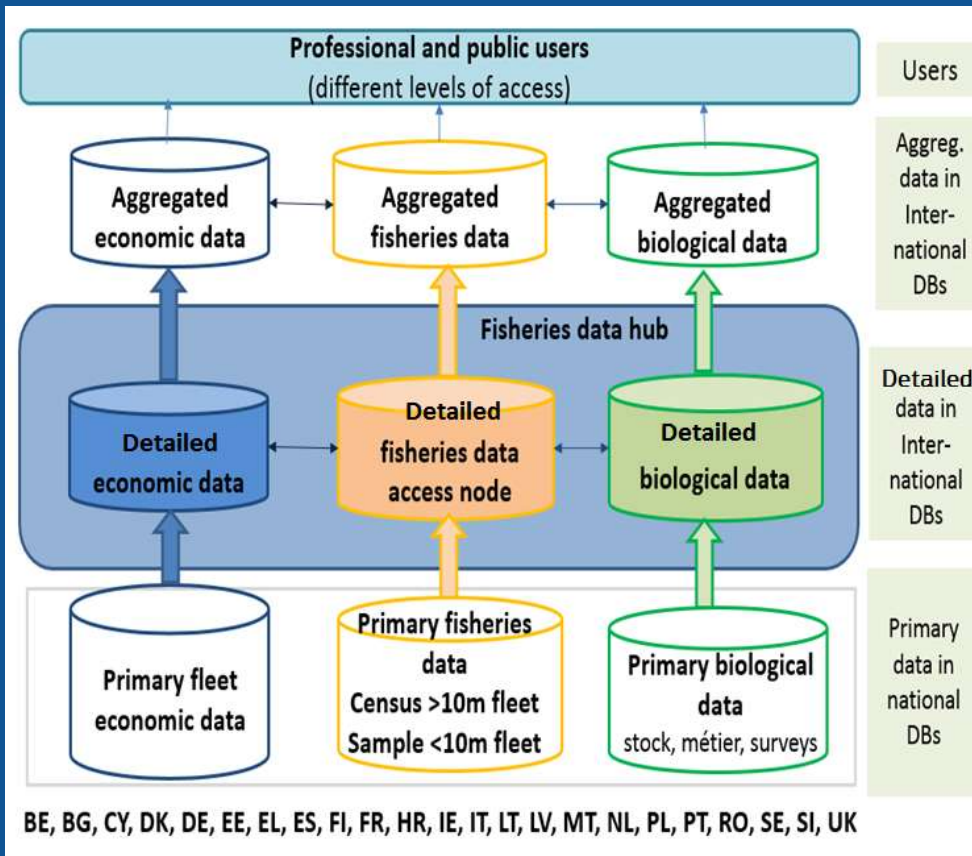 Professional and public users
(different levels of access)
Users
Aggregated
economic data
Aggregated
fisheries data
Aggregated
biological data
Aggreg.
data in
Inter-
national
DBs
Fisheries data hub
Detailed
economic data
Detailed
fisheries data
access node
Detailed
biological data
Detailed
data in
Inter-
national
DBs
Primary fleet
economic data
Primary fisheries
data
Census >10m fleet
Sample <10m fleet
Primary biological
data
stock, métier, surveys
Primary
data in
national
DBs
BE, BG, CY, DK, DE, EE, EL, ES, FI, FR, HR, IE, IT, LT, LV, MT, NL, PL, PT, RO, SE, SI, UK